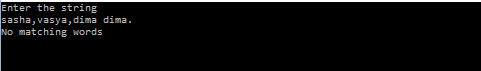 Enter the string
sasha,vasya,dima dima.
No matching words